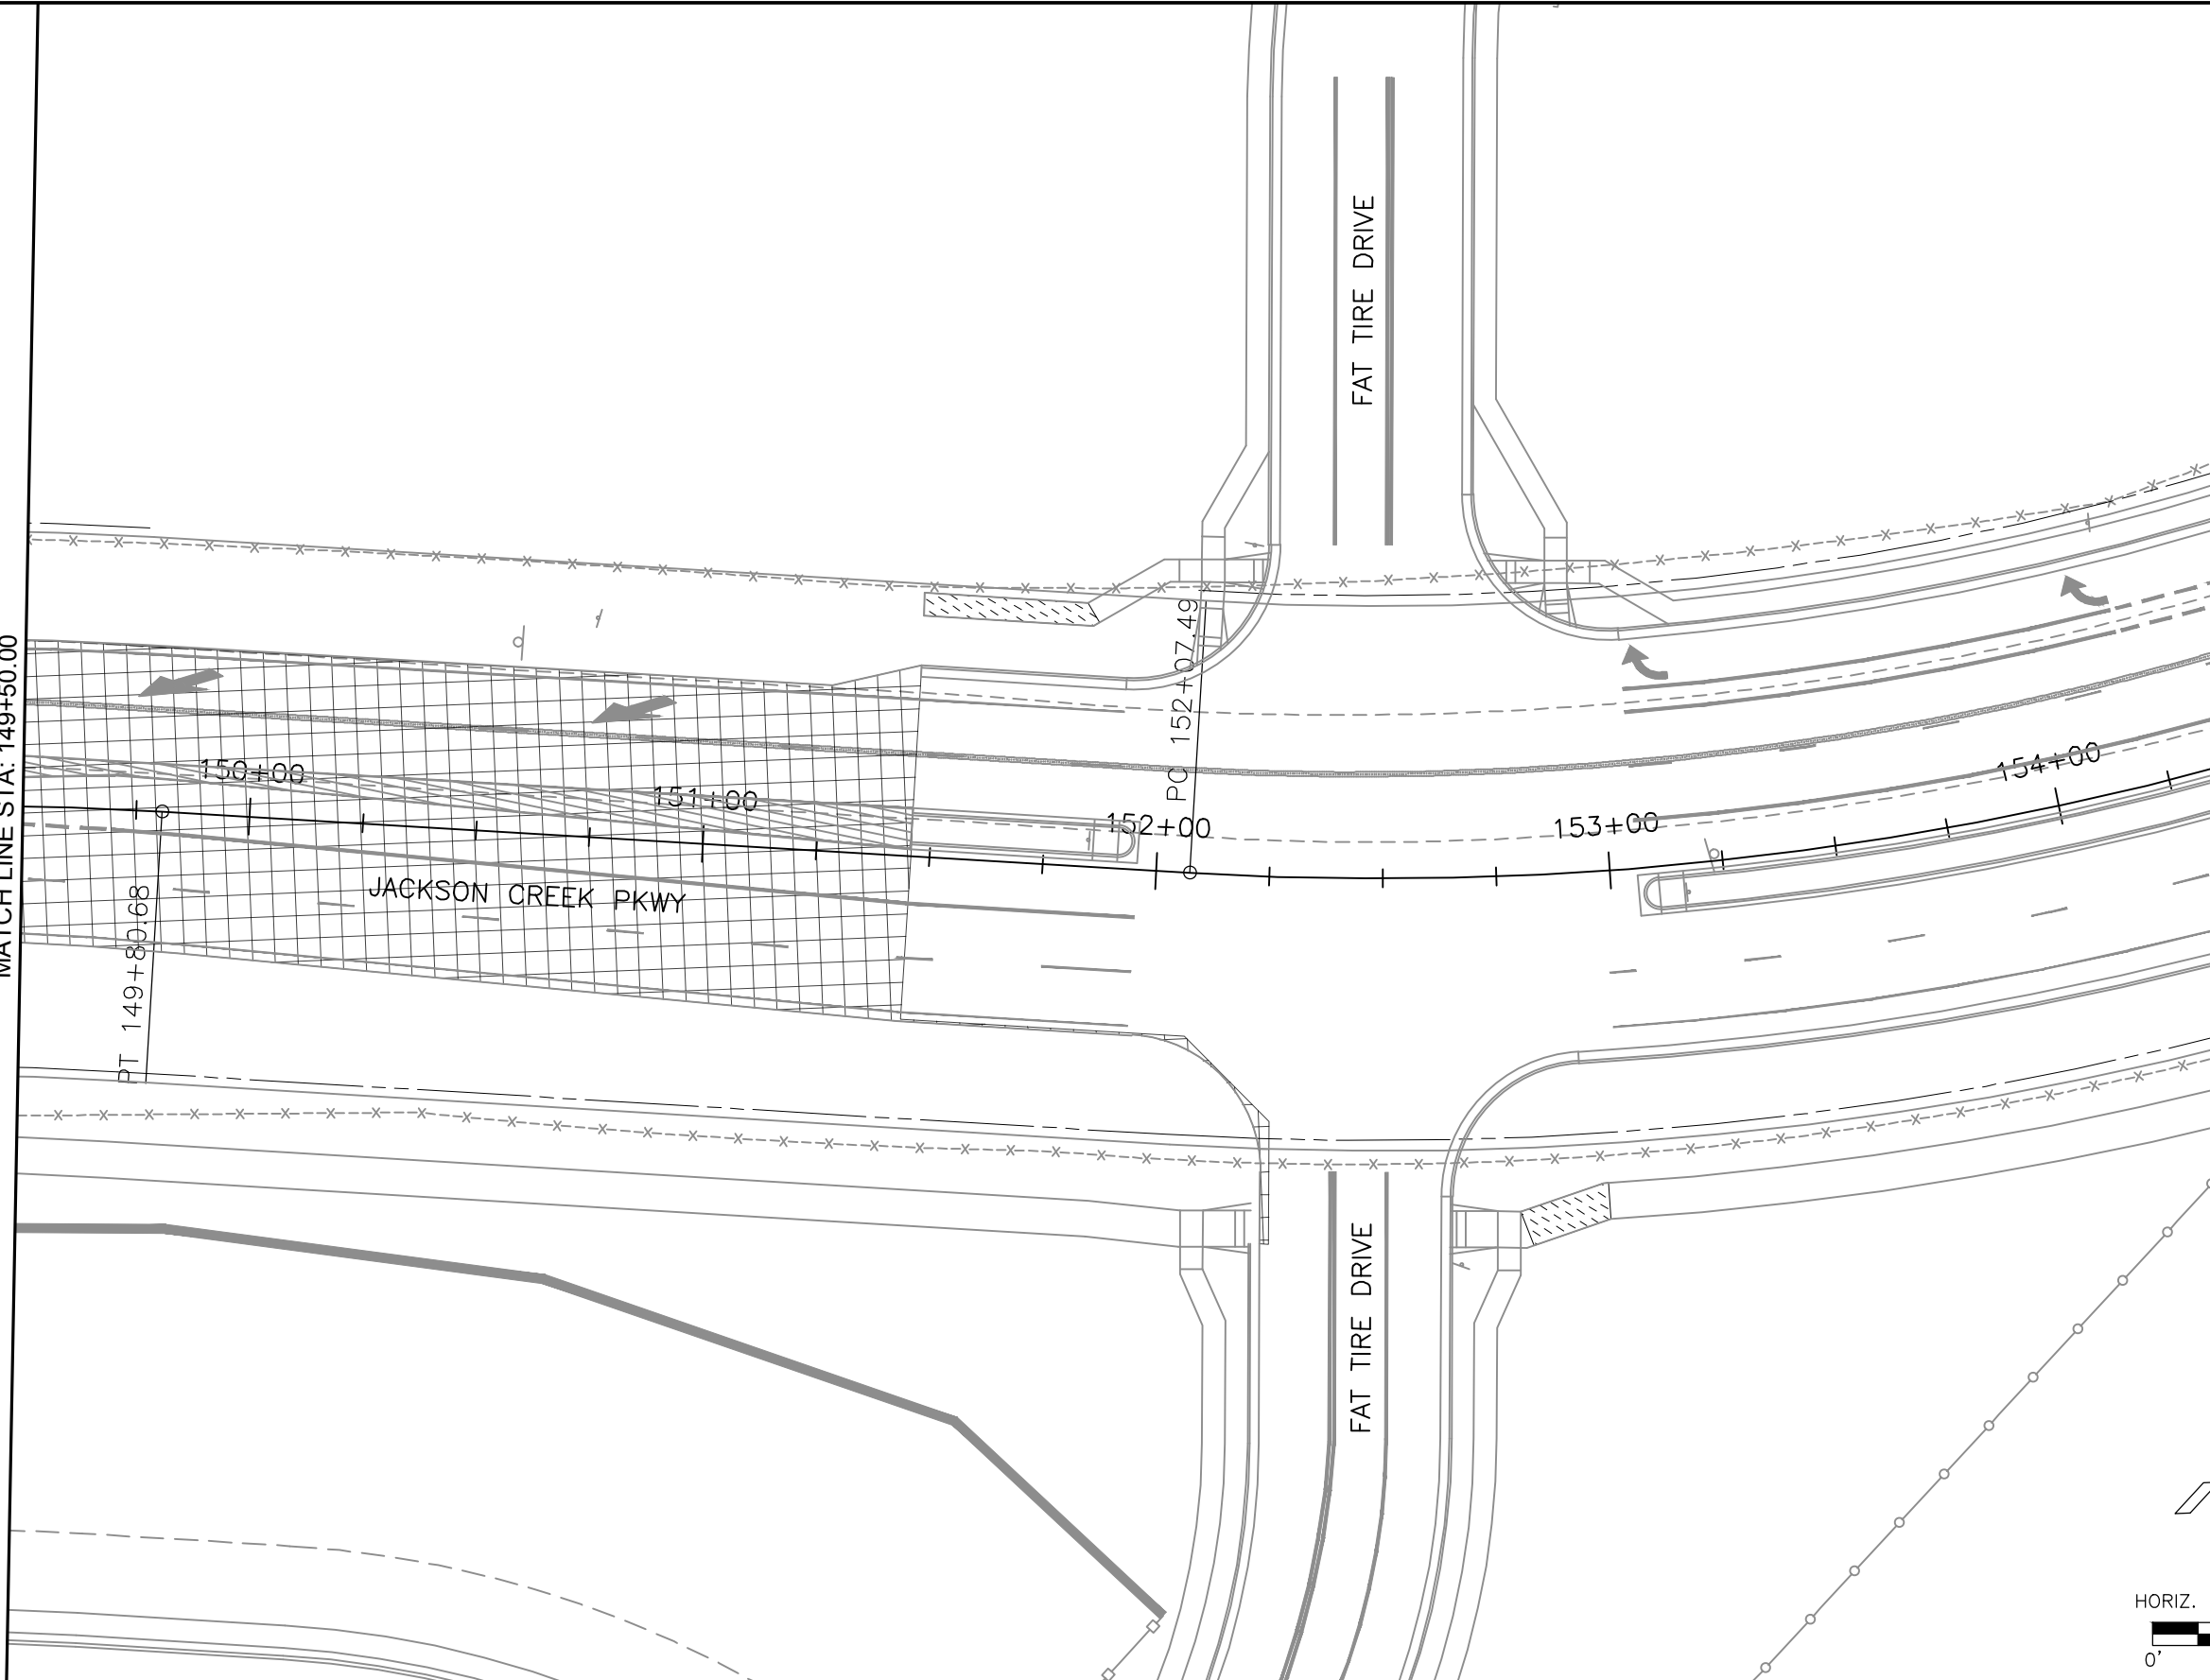 FAT TIRE DRIVE
MATCH LINE STA: 149+50.00
150+00
151+00
152+00
PC 152+07.49
153+00
154+00
JACKSON CREEK PKWY
PT 149+80.68
FAT TIRE DRIVE
HORIZ.
0'